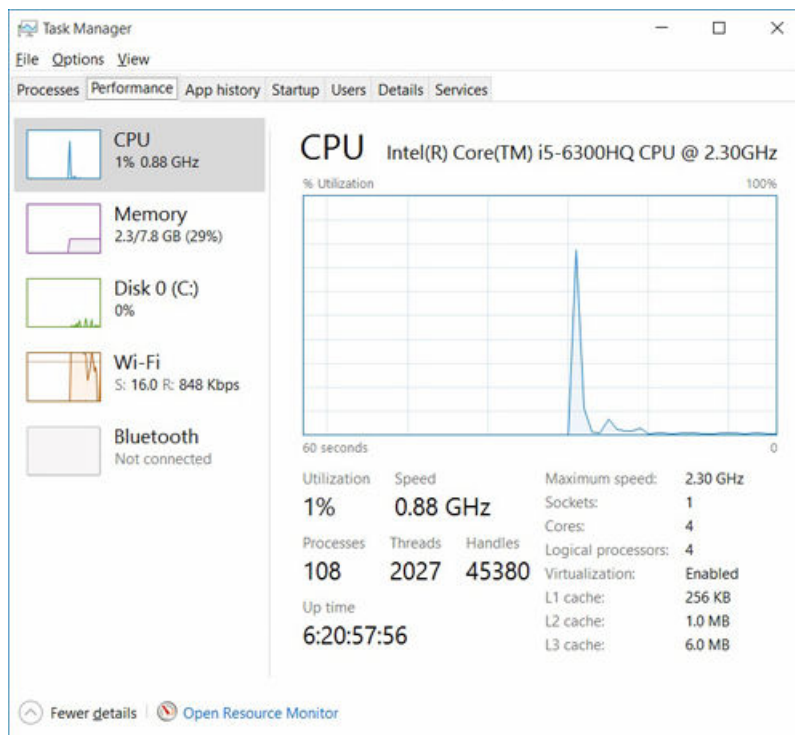 Task Manager
File Options View
Processes Performance App history Startup Users Details Services
CPU
1% 0.88 GHz
Memory
2.3/7.8 GB (29%)
Disk 0 (C:)
0%
Wi-Fi
S: 16.0 R: 848 Kbps
Bluetooth
Not connected
CPU Intel(R) Core(TM) i5-6300HQ CPU @ 2.30GHz
% Utilization 100%
60 seconds 0
Utilization Speed
1% 0.88 GHz
Processes Threads Handles
108 2027 45380
Up time
6:20:57:56
Maximum speed: 2.30 GHz
Sockets: 1
Cores: 4
Logical processors: 4
Virtualization: Enabled
L1 cache: 256 KB
L2 cache: 1.0 MB
L3 cache: 6.0 MB
Fewer details Open Resource Monitor